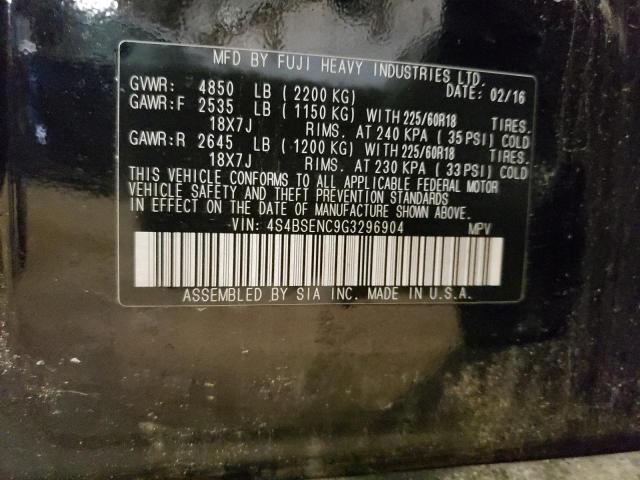 MFD BY FUJI HEAVY INDUSTRIES LTD.
GVWR: 4850 LB ( 2200 KG) DATE: 02/16
GAWR:F 2535 LB ( 1150 KG) WITH 225/60R18 TIRES.
18X7J RIMS. AT 240 KPA ( 35 PSI) COLD
GAWR:R 2645 LB ( 1200 KG) WITH 225/60R18 TIRES.
18X7J RIMS. AT 230 KPA ( 33 PSI) COLD
THIS VEHICLE CONFORMS TO ALL APPLICABLE FEDERAL MOTOR
VEHICLE SAFETY AND THEFT PREVENTION STANDARDS
IN EFFECT ON THE DATE OF MANUFACTURE SHOWN ABOVE.
VIN: 4S4BSENC9G3296904 MPV
ASSEMBLED BY SIA INC. MADE IN U.S.A.